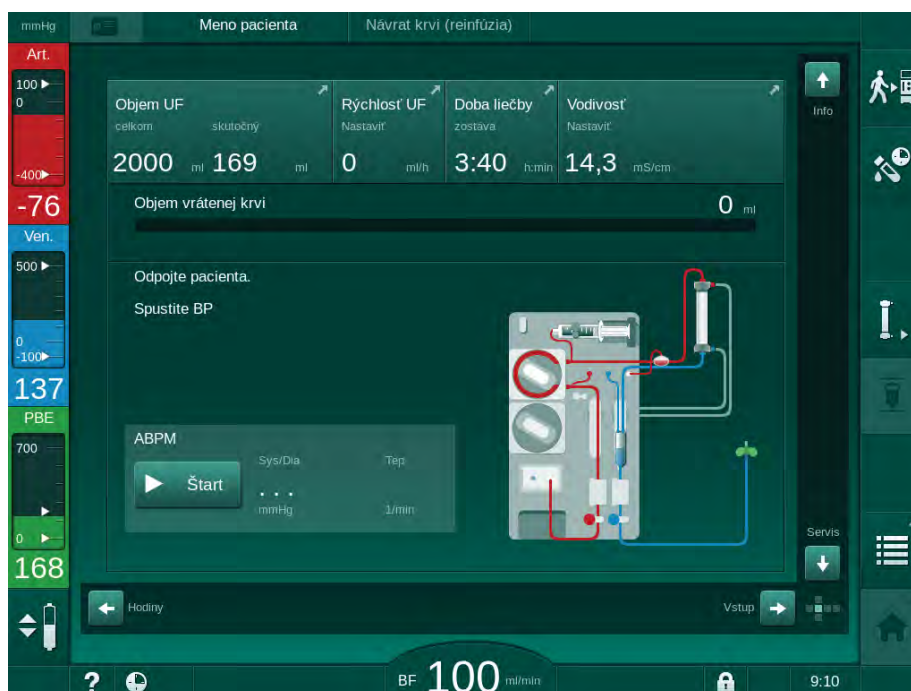 mmHg
Meno pacienta
Návrat krvi (reinfúzia)
Art.
100
0
-400
-76
Ven.
500
0
-100
137
PBE
700
0
168
Objem UF
celkom
skutočný
2000 ml 169 ml
Rýchlosť UF
Nastaviť
0 ml/h
Doba liečby
zostáva
3:40 h:min
Vodivosť
Nastaviť
14,3 mS/cm
Objem vrátenej krvi
0 ml
Odpojte pacienta.
Spustite BP
ABPM
Štart
Sys/Dia
Tep
. . .
mmHg
1/min
Info
Servis
Hodiny
Vstup
?
BF 100 ml/min
9:10